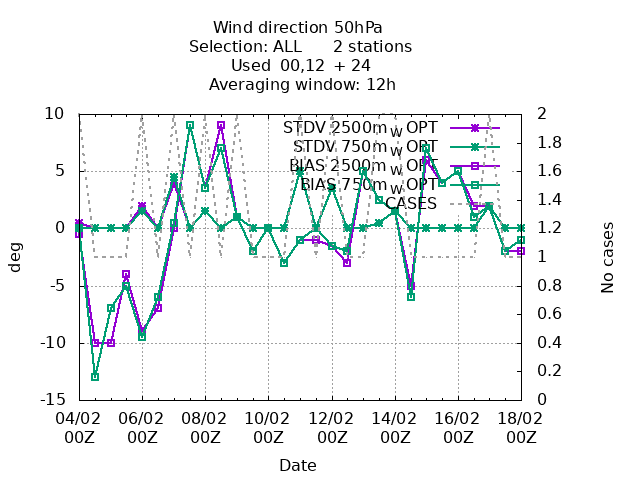 Wind direction 50hPa
Selection: ALL 2 stations
Used 00,12 + 24
Averaging window: 12h
STDV 2500m_w OPT
STDV 750m_w OPT
BIAS 2500m_w OPT
BIAS 750m_w OPT
CASES
10
5
0
-5
-10
-15
deg
2
1.8
1.6
1.4
1.2
1
0.8
0.6
0.4
0.2
0
No cases
04/02 06/02 08/02 10/02 12/02 14/02 16/02 18/02
00Z 00Z 00Z 00Z 00Z 00Z 00Z 00Z
Date